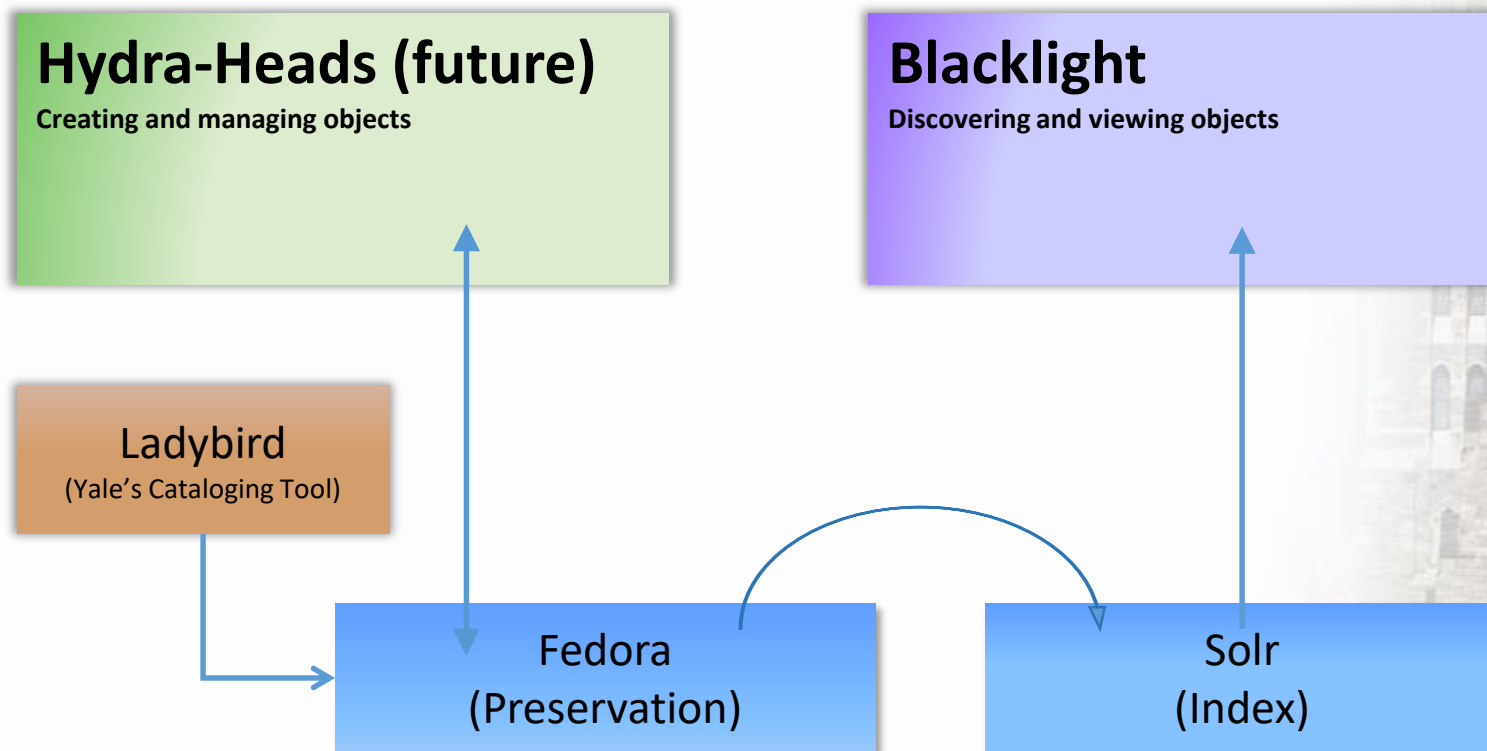 Hydra-Heads (future)
Creating and managing objects
Blacklight
Discovering and viewing objects
Ladybird
(Yale’s Cataloging Tool)
Fedora
(Preservation)
Solr
(Index)